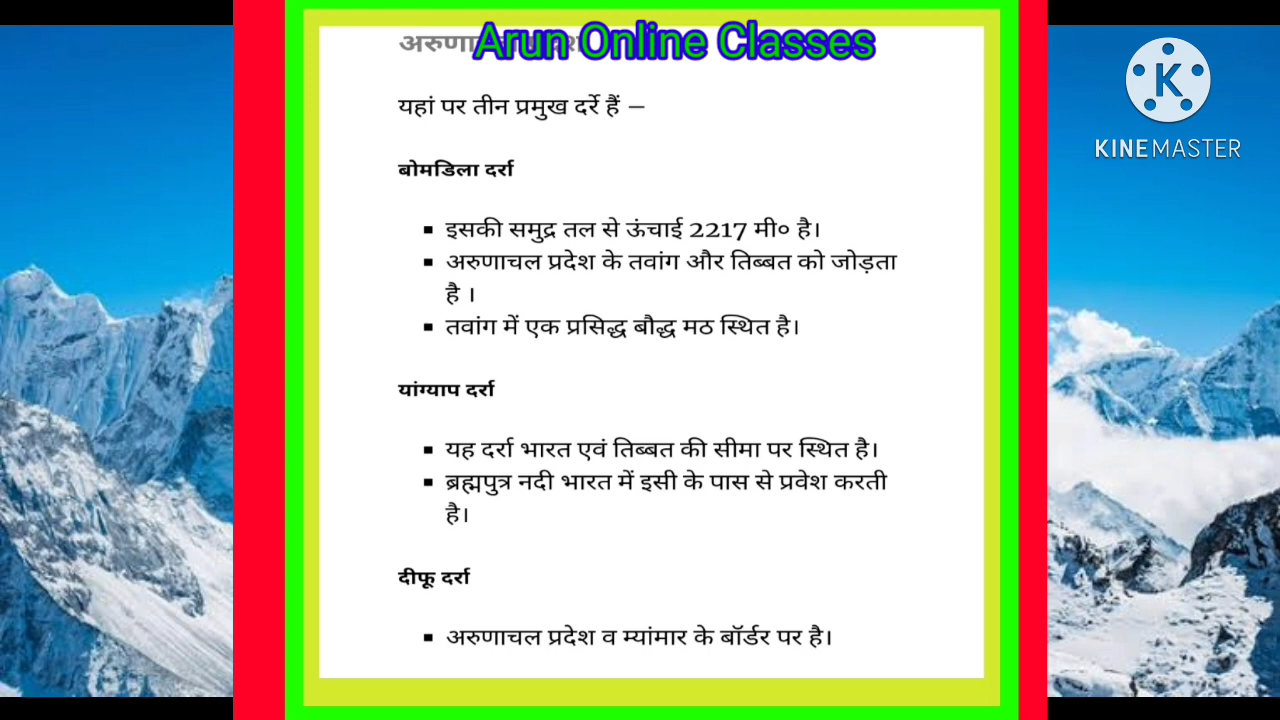 Arun Online Classes
K
KINEMASTER
यहां पर तीन प्रमुख दर्रे हैं –
बोमडिला दर्रा
▪ इसकी समुद्र तल से ऊंचाई 2217 मी० है।
▪ अरुणाचल प्रदेश के तवांग और तिब्बत को जोड़ता
है ।
▪ तवांग में एक प्रसिद्ध बौद्ध मठ स्थित है।
यांग्याप दर्रा
▪ यह दर्रा भारत एवं तिब्बत की सीमा पर स्थित है।
▪ ब्रह्मपुत्र नदी भारत में इसी के पास से प्रवेश करती
है।
दीफू दर्रा
▪ अरुणाचल प्रदेश व म्यांमार के बॉर्डर पर है।